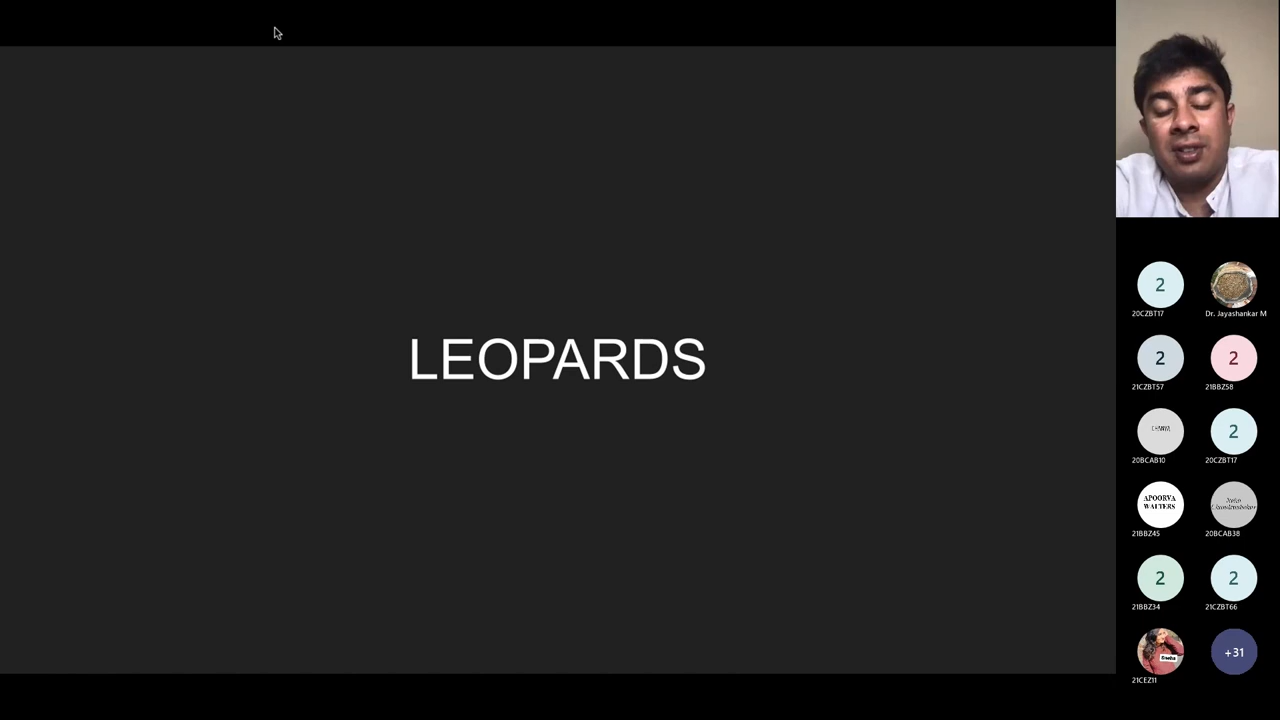 LEOPARDS
2
20CZBT17
Dr. Jayashankar M
2
21CZBT57
2
21BBZ58
20BCAB10
2
20CZBT17
APOORVA
WALTERS
21BBZ45
20BCAB38
2
21BBZ34
2
21CZBT66
Sneha
21CEZ11
+31